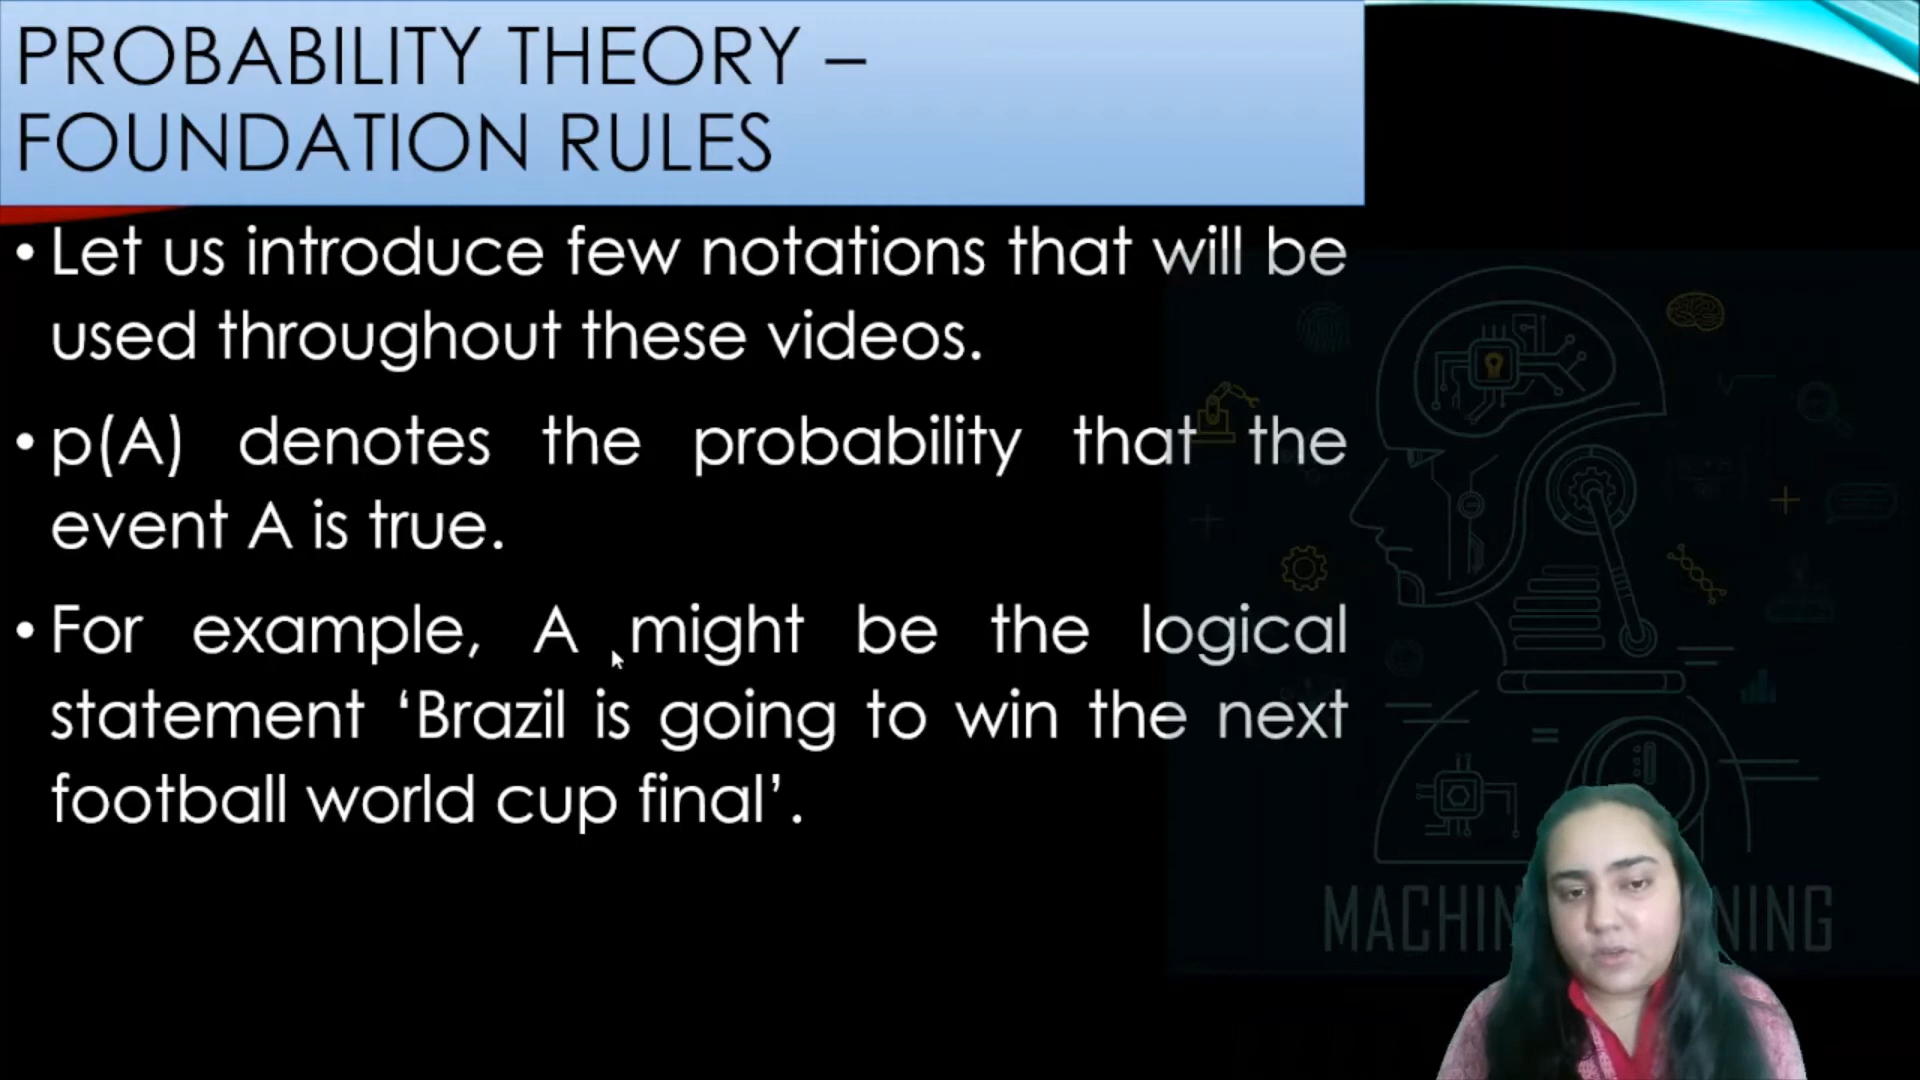 PROBABILITY THEORY –
FOUNDATION RULES
• Let us introduce few notations that will be
used throughout these videos.
• p(A) denotes the probability that the
event A is true.
• For example, A might be the logical
statement ‘Brazil is going to win the next
football world cup final’.
MACHIN NING